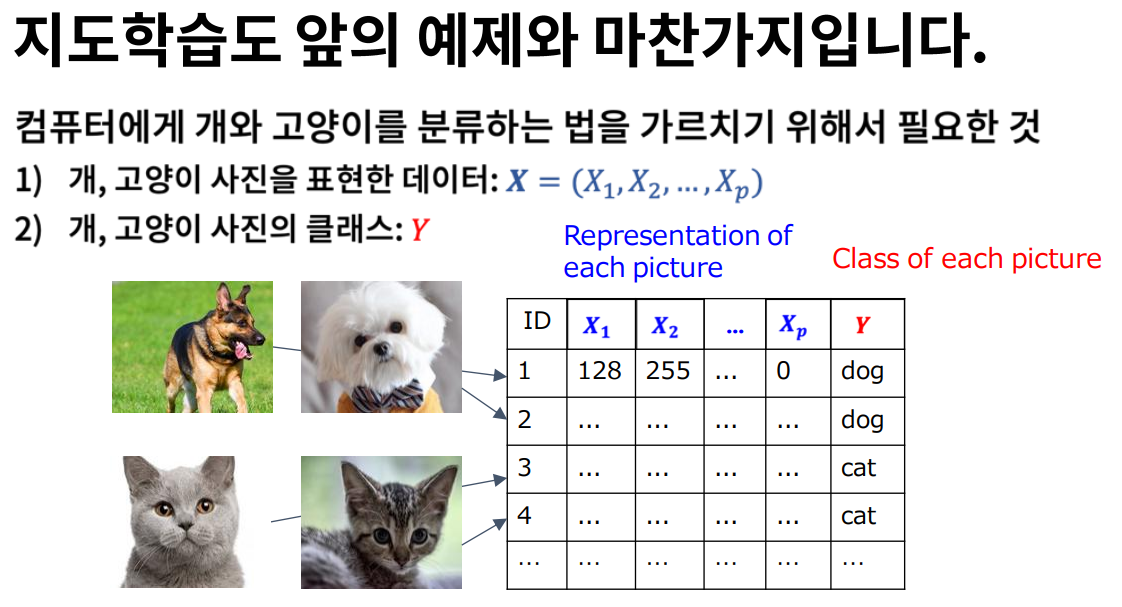 지도학습도 앞의 예제와 마찬가지입니다.
컴퓨터에게 개와 고양이를 분류하는 법을 가르치기 위해서 필요한 것
1) 개, 고양이 사진을 표현한 데이터: X = (X₁, X₂, ..., Xₚ)
2) 개, 고양이 사진의 클래스: Y
Representation of
each picture
Class of each picture
ID X₁ X₂ ... Xₚ Y
1 128 255 ... 0 dog
2 ... ... ... ... dog
3 ... ... ... ... cat
4 ... ... ... ... cat
... ... ... ... ... ...